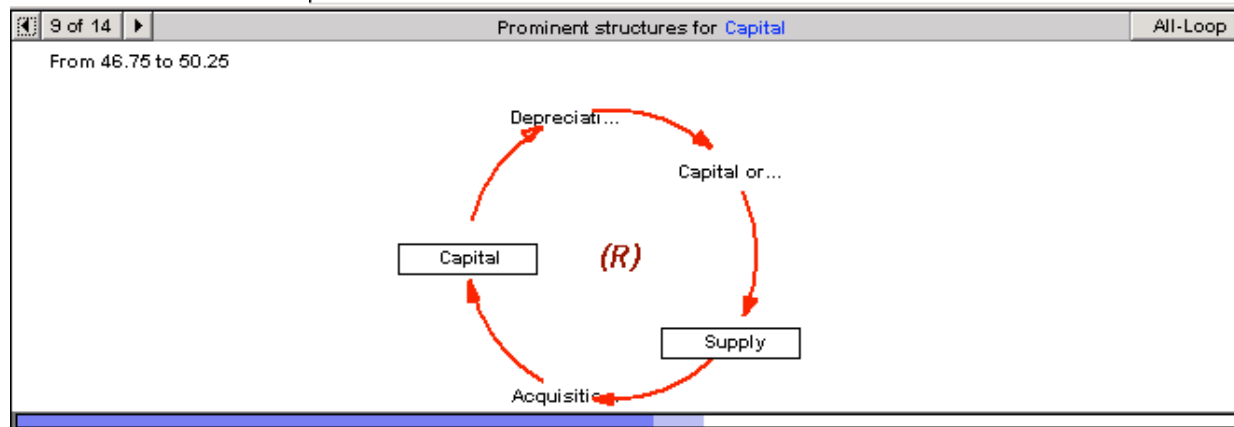 9 of 14 Prominent structures for Capital All-Loop
From 46.75 to 50.25
Depreciati...
Capital or...
Capital
(R)
Supply
Acquisitio...